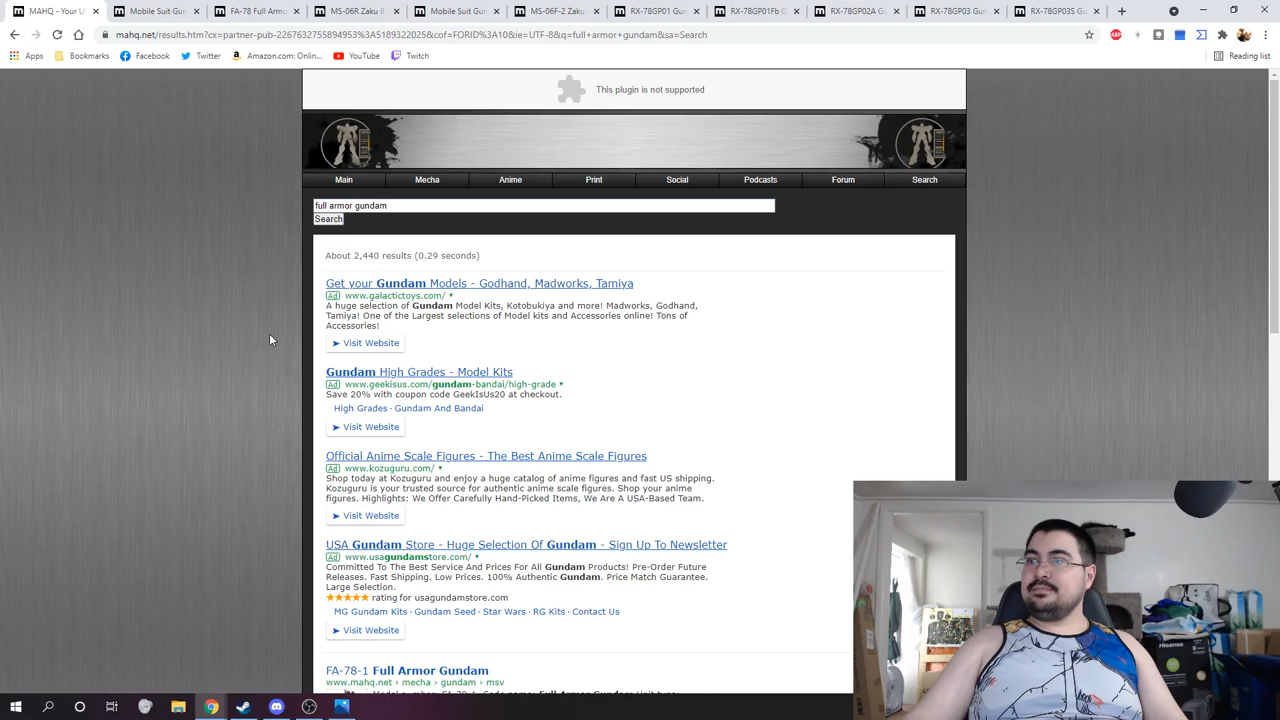 MAHQ - Your U
Mobile Suit Gun
FA-78 Full Armo
MS-06R Zaku II
Mobile Suit Gun
MS-06F-2 Zaku
RX-78GP01 Gun
RX-78GP01Fb G
RX-78GP02A Gu
RX-78GP03 Gun
RX-78GP03S Gu
mahq.net/results.htm?cx=partner-pub-2267632755894953%3A5189322025&cof=FORID%3A10&ie=UTF-8&q=full+armor+gundam&sa=Search
Apps
Bookmarks
Facebook
Twitter
Amazon.com: Onlin...
YouTube
Twitch
Reading list
This plugin is not supported
Main
Mecha
Anime
Print
Social
Podcasts
Forum
Search
full armor gundam
Search
About 2,440 results (0.29 seconds)
Get your Gundam Models - Godhand, Madworks, Tamiya
Ad www.galactictoys.com/
A huge selection of Gundam Model Kits, Kotobukiya and more! Madworks, Godhand,
Tamiya! One of the Largest selections of Model kits and Accessories online! Tons of
Accessories!
Visit Website
Gundam High Grades - Model Kits
Ad www.geekisus.com/gundam-bandai/high-grade
Save 20% with coupon code GeekIsUs20 at checkout.
High Grades · Gundam And Bandai
Visit Website
Official Anime Scale Figures - The Best Anime Scale Figures
Ad www.kozuguru.com/
Shop today at Kozuguru and enjoy a huge catalog of anime figures and fast US shipping.
Kozuguru is your trusted source for authentic anime scale figures. Shop your anime
figures. Highlights: We Offer Carefully Hand-Picked Items, We Are A USA-Based Team.
Visit Website
USA Gundam Store - Huge Selection Of Gundam - Sign Up To Newsletter
Ad www.usagundamstore.com/
Committed To The Best Service And Prices For All Gundam Products! Pre-Order Future
Releases. Fast Shipping. Low Prices. 100% Authentic Gundam. Price Match Guarantee.
Large Selection.
rating for usagundamstore.com
MG Gundam Kits · Gundam Seed · Star Wars · RG Kits · Contact Us
Visit Website
FA-78-1 Full Armor Gundam
www.mahq.net › mecha › gundam › msv
Hisense